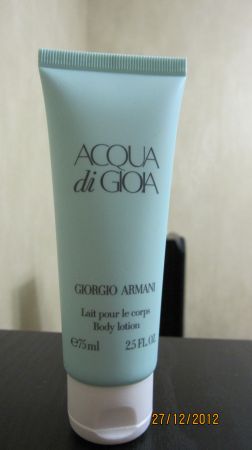 ACQUA
di GIOIA
GIORGIO ARMANI
Lait pour le corps
Body lotion
℮75ml 2.5 FL.OZ.
27/12/2012